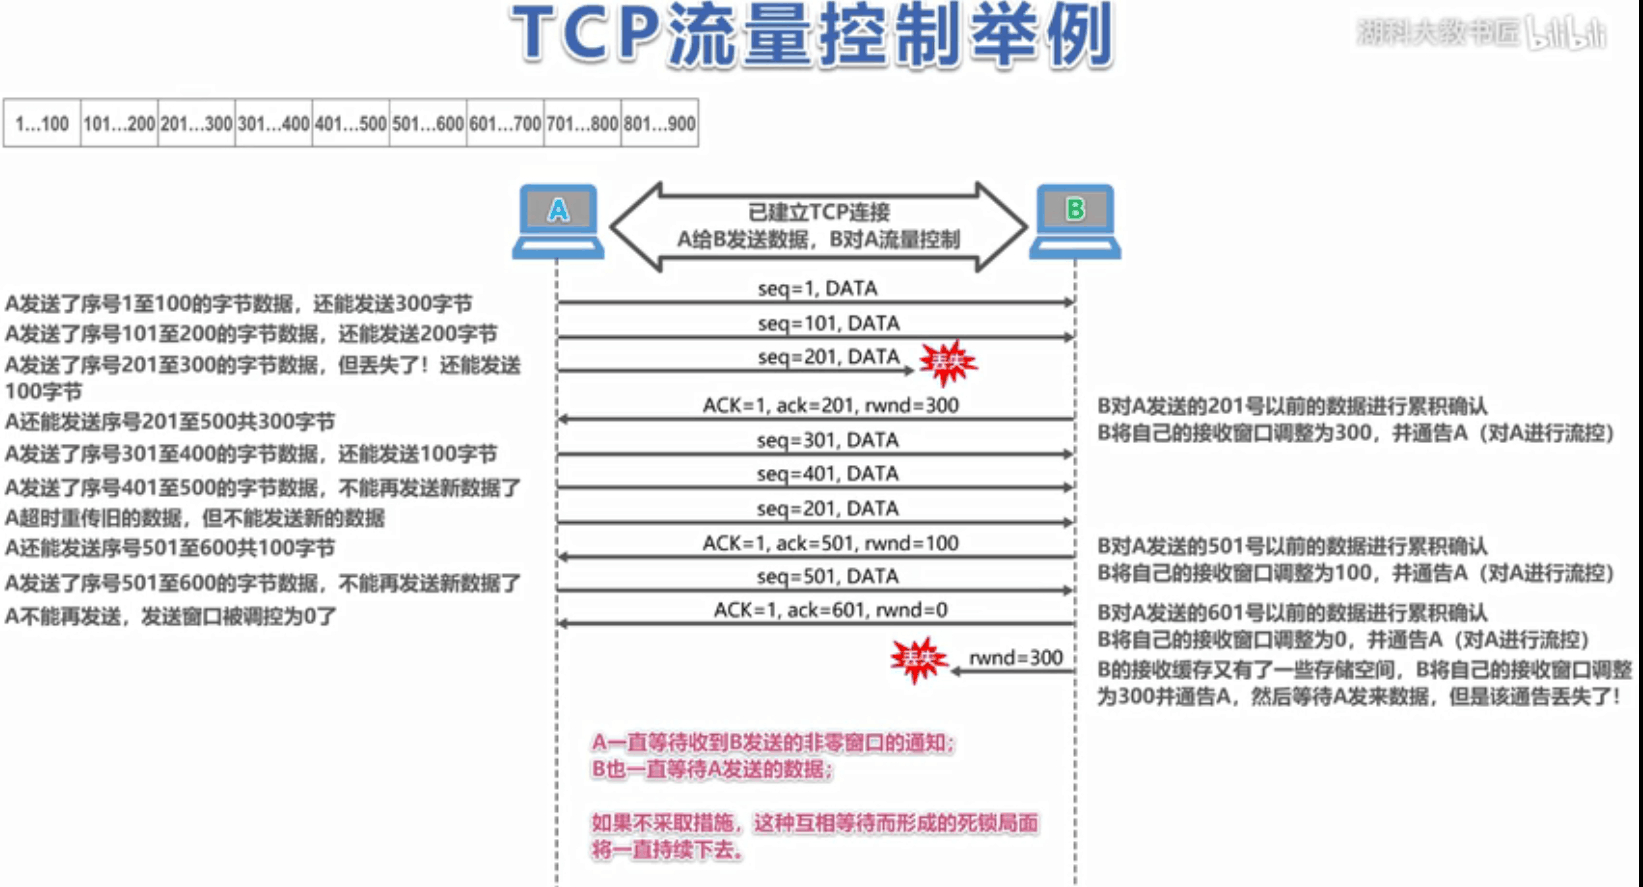 TCP流量控制举例
湖科大教书匠 bilibili
1...100 101...200 201...300 301...400 401...500 501...600 601...700 701...800 801...900
A
B
已建立TCP连接
A给B发送数据，B对A流量控制
A发送了序号1至100的字节数据，还能发送300字节
seq=1, DATA
A发送了序号101至200的字节数据，还能发送200字节
seq=101, DATA
A发送了序号201至300的字节数据，但丢失了！还能发送
100字节
seq=201, DATA
丢失
A还能发送序号201至500共300字节
ACK=1, ack=201, rwnd=300
B对A发送的201号以前的数据进行累积确认
B将自己的接收窗口调整为300，并通告A（对A进行流控）
A发送了序号301至400的字节数据，还能发送100字节
seq=301, DATA
A发送了序号401至500的字节数据，不能再发送新数据了
seq=401, DATA
A超时重传旧的数据，但不能发送新的数据
seq=201, DATA
A还能发送序号501至600共100字节
ACK=1, ack=501, rwnd=100
B对A发送的501号以前的数据进行累积确认
B将自己的接收窗口调整为100，并通告A（对A进行流控）
A发送了序号501至600的字节数据，不能再发送新数据了
seq=501, DATA
A不能再发送，发送窗口被调控为0了
ACK=1, ack=601, rwnd=0
B对A发送的601号以前的数据进行累积确认
B将自己的接收窗口调整为0，并通告A（对A进行流控）
丢失
rwnd=300
B的接收缓存又有了一些存储空间，B将自己的接收窗口调整
为300并通告A，然后等待A发来数据，但是该通告丢失了！
A一直等待收到B发送的非零窗口的通知；
B也一直等待A发送的数据；
如果不采取措施，这种互相等待而形成的死锁局面
将一直持续下去。